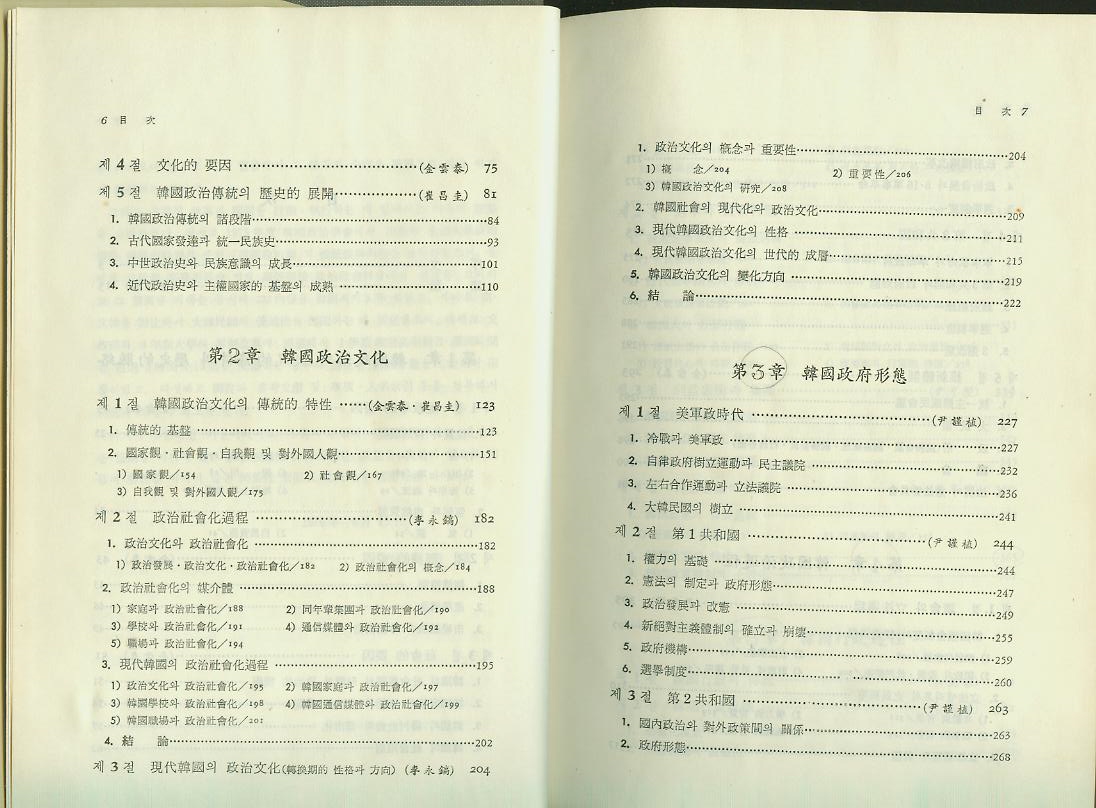 6 目 次
제 4 절 文化的 要因 ……(金雲泰) 75
제 5 절 韓國政治傳統의 歷史的 展開……(崔昌圭) 81
1. 韓國政治傳統의 諸段階……84
2. 古代國家發達과 統一民族史……93
3. 中世政治史와 民族意識의 成長……101
4. 近代政治史와 主權國家的 基盤의 成熟……110
第2章 韓國政治文化
제 1 절 韓國政治文化의 傳統的 特性……(金雲泰·崔昌圭) 123
1. 傳統的 基盤……123
2. 國家觀·社會觀·自我觀 및 對外國人觀……151
1) 國家觀/154 2) 社會觀/167
3) 自我觀 및 對外國人觀/175
제 2 절 政治社會化過程……(李永鎬) 182
1. 政治文化와 政治社會化……182
1) 政治發展·政治文化·政治社會化/182 2) 政治社會化의 概念/184
2. 政治社會化의 媒介體……188
1) 家庭과 政治社會化/188 2) 同年輩集團과 政治社會化/190
3) 學校와 政治社會化/191 4) 通信媒體와 政治社會化/192
5) 職場과 政治社會化/194
3. 現代韓國의 政治社會化過程……195
1) 政治文化와 政治社會化/195 2) 韓國家庭과 政治社會化/197
3) 韓國學校와 政治社會化/198 4) 韓國通信媒體와 政治社會化/199
5) 韓國職場과 政治社會化/201
4. 結 論……202
제 3 절 現代韓國의 政治文化(轉換期的 性格과 方向) (李永鎬) 204
目 次 7
1. 政治文化의 槪念과 重要性……204
1) 槪 念/204 2) 重要性/206
3) 韓國政治文化의 硏究/208
2. 韓國社會의 現代化와 政治文化……209
3. 現代韓國政治文化의 性格……211
4. 現代韓國政治文化의 世代的 成層……215
5. 韓國政治文化의 變化方向……219
6. 結 論……222
第3章 韓國政府形態
제 1 절 美軍政時代……(尹謹植) 227
1. 冷戰과 美軍政……227
2. 自律政府樹立運動과 民主議院……232
3. 左右合作運動과 立法議院……236
4. 大韓民國의 樹立……241
제 2 절 第1共和國……(尹謹植) 244
1. 權力의 基礎……244
2. 憲法의 制定과 政府形態……247
3. 政治發展과 改憲……249
4. 新絕對主義體制의 確立과 崩壞……255
5. 政府機構……259
6. 選擧制度……260
제 3 절 第2共和國……(尹謹植) 263
1. 國內政治와 對外政策間의 關係……263
2. 政府形態……268